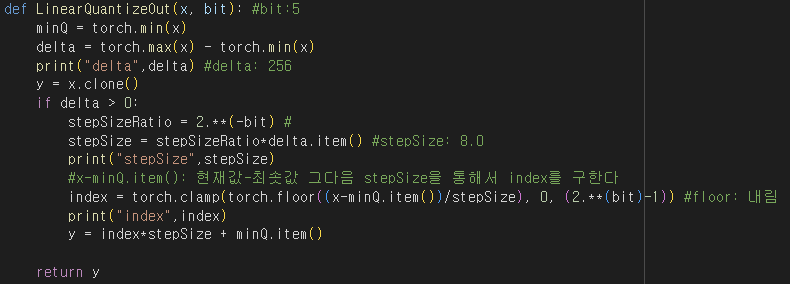 def LinearQuantizeOut(x, bit): #bit:5
    minQ = torch.min(x)
    delta = torch.max(x) - torch.min(x)
    print("delta",delta) #delta: 256
    y = x.clone()
    if delta > 0:
        stepSizeRatio = 2.**(-bit) #
        stepSize = stepSizeRatio*delta.item() #stepSize: 8.0
        print("stepSize",stepSize)
        #x-minQ.item(): 현재값-최솟값 그다음 stepSize을 통해서 index를 구한다
        index = torch.clamp(torch.floor((x-minQ.item())/stepSize), 0, (2.**(bit)-1)) #floor: 내림
        print("index",index)
        y = index*stepSize + minQ.item()
    return y